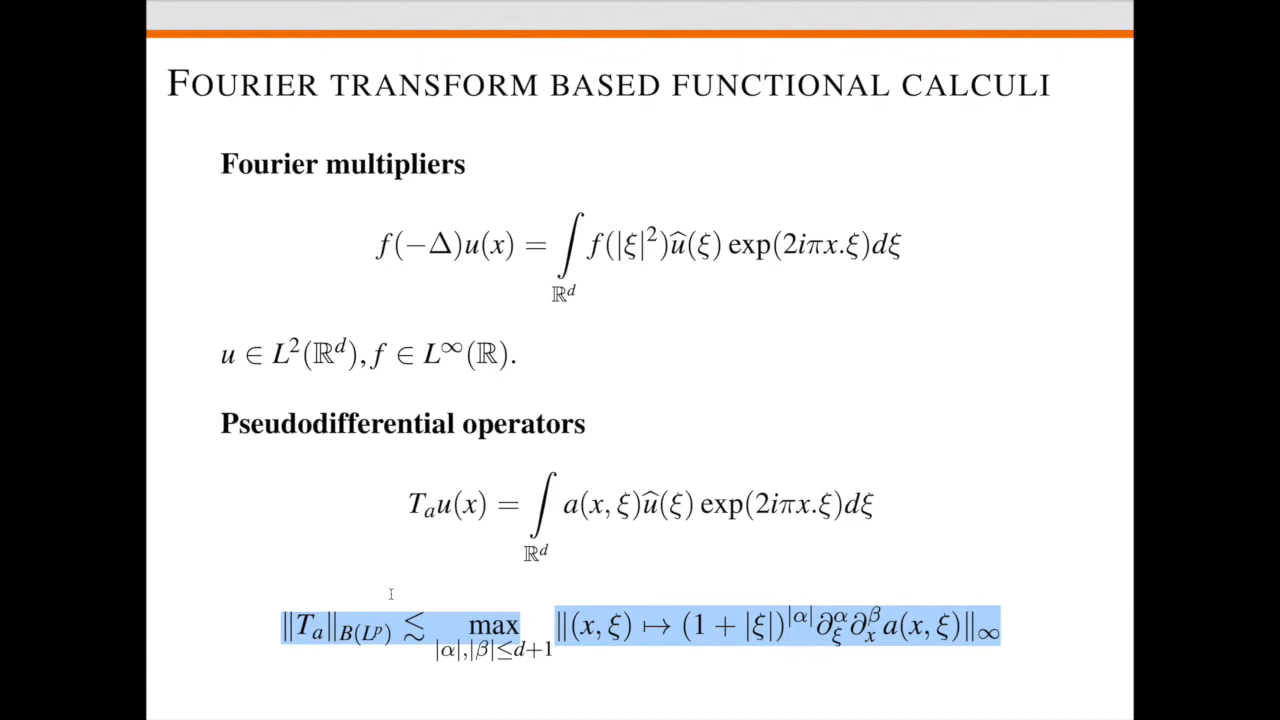 FOURIER TRANSFORM BASED FUNCTIONAL CALCULI
Fourier multipliers
f(−Δ)u(x) = ∫_{ℝ^d} f(|ξ|²)û(ξ) exp(2iπx.ξ)dξ
u ∈ L²(ℝ^d), f ∈ L^∞(ℝ).
Pseudodifferential operators
T_a u(x) = ∫_{ℝ^d} a(x, ξ)û(ξ) exp(2iπx.ξ)dξ
‖T_a‖_{B(L^p)} ≲ max_{|α|,|β|≤d+1} ‖(x, ξ) ↦ (1 + |ξ|)^{|α|} ∂_ξ^α ∂_x^β a(x, ξ)‖_∞